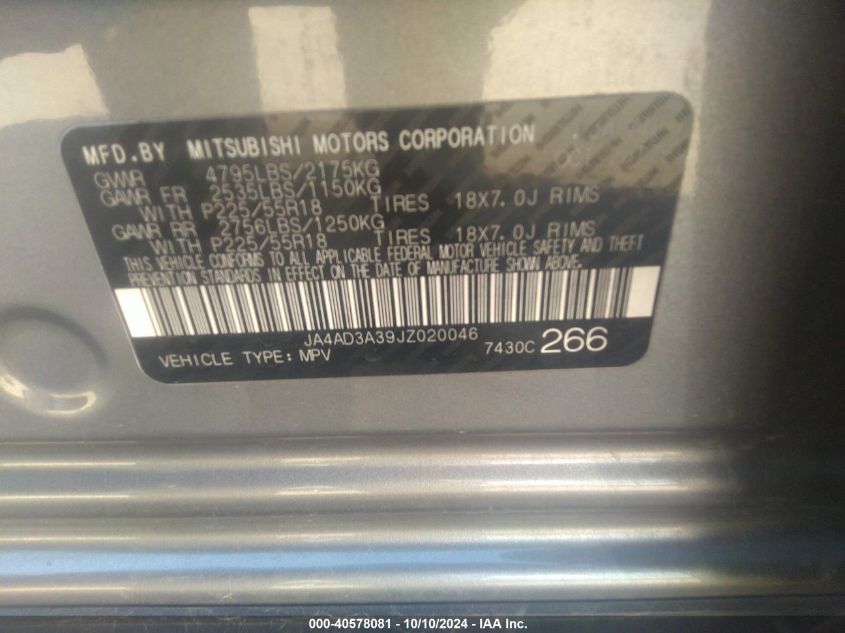 MFD.BY MITSUBISHI MOTORS CORPORATION
GVWR 4795LBS/2175KG
GAWR FR 2535LBS/1150KG
WITH P225/55R18 TIRES 18X7.0J RIMS
GAWR RR 2756LBS/1250KG
WITH P225/55R18 TIRES 18X7.0J RIMS
THIS VEHICLE CONFORMS TO ALL APPLICABLE FEDERAL MOTOR VEHICLE SAFETY AND THEFT
PREVENTION STANDARDS IN EFFECT ON THE DATE OF MANUFACTURE SHOWN ABOVE.
JA4AD3A39JZ020046
VEHICLE TYPE: MPV 7430C 266
000-40578081 - 10/10/2024 - IAA Inc.